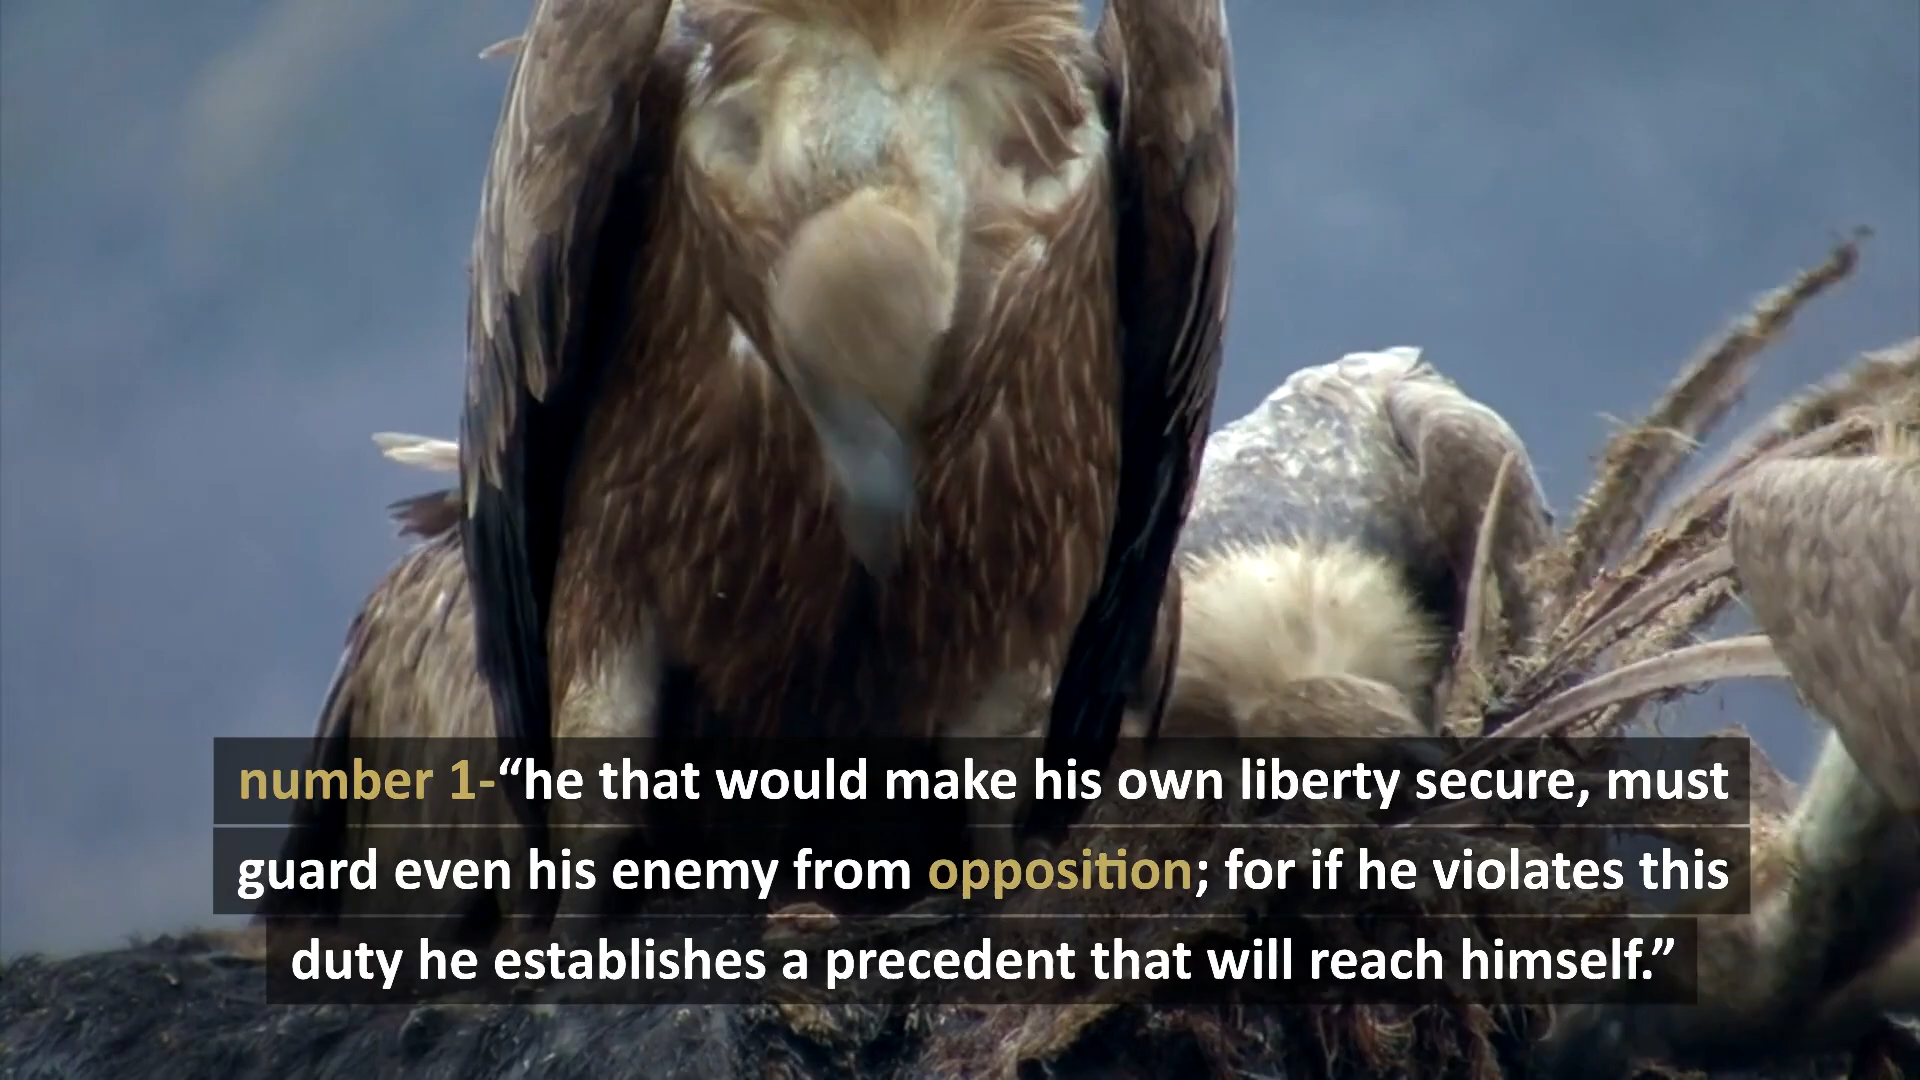 number 1-“he that would make his own liberty secure, must
guard even his enemy from opposition; for if he violates this
duty he establishes a precedent that will reach himself.”